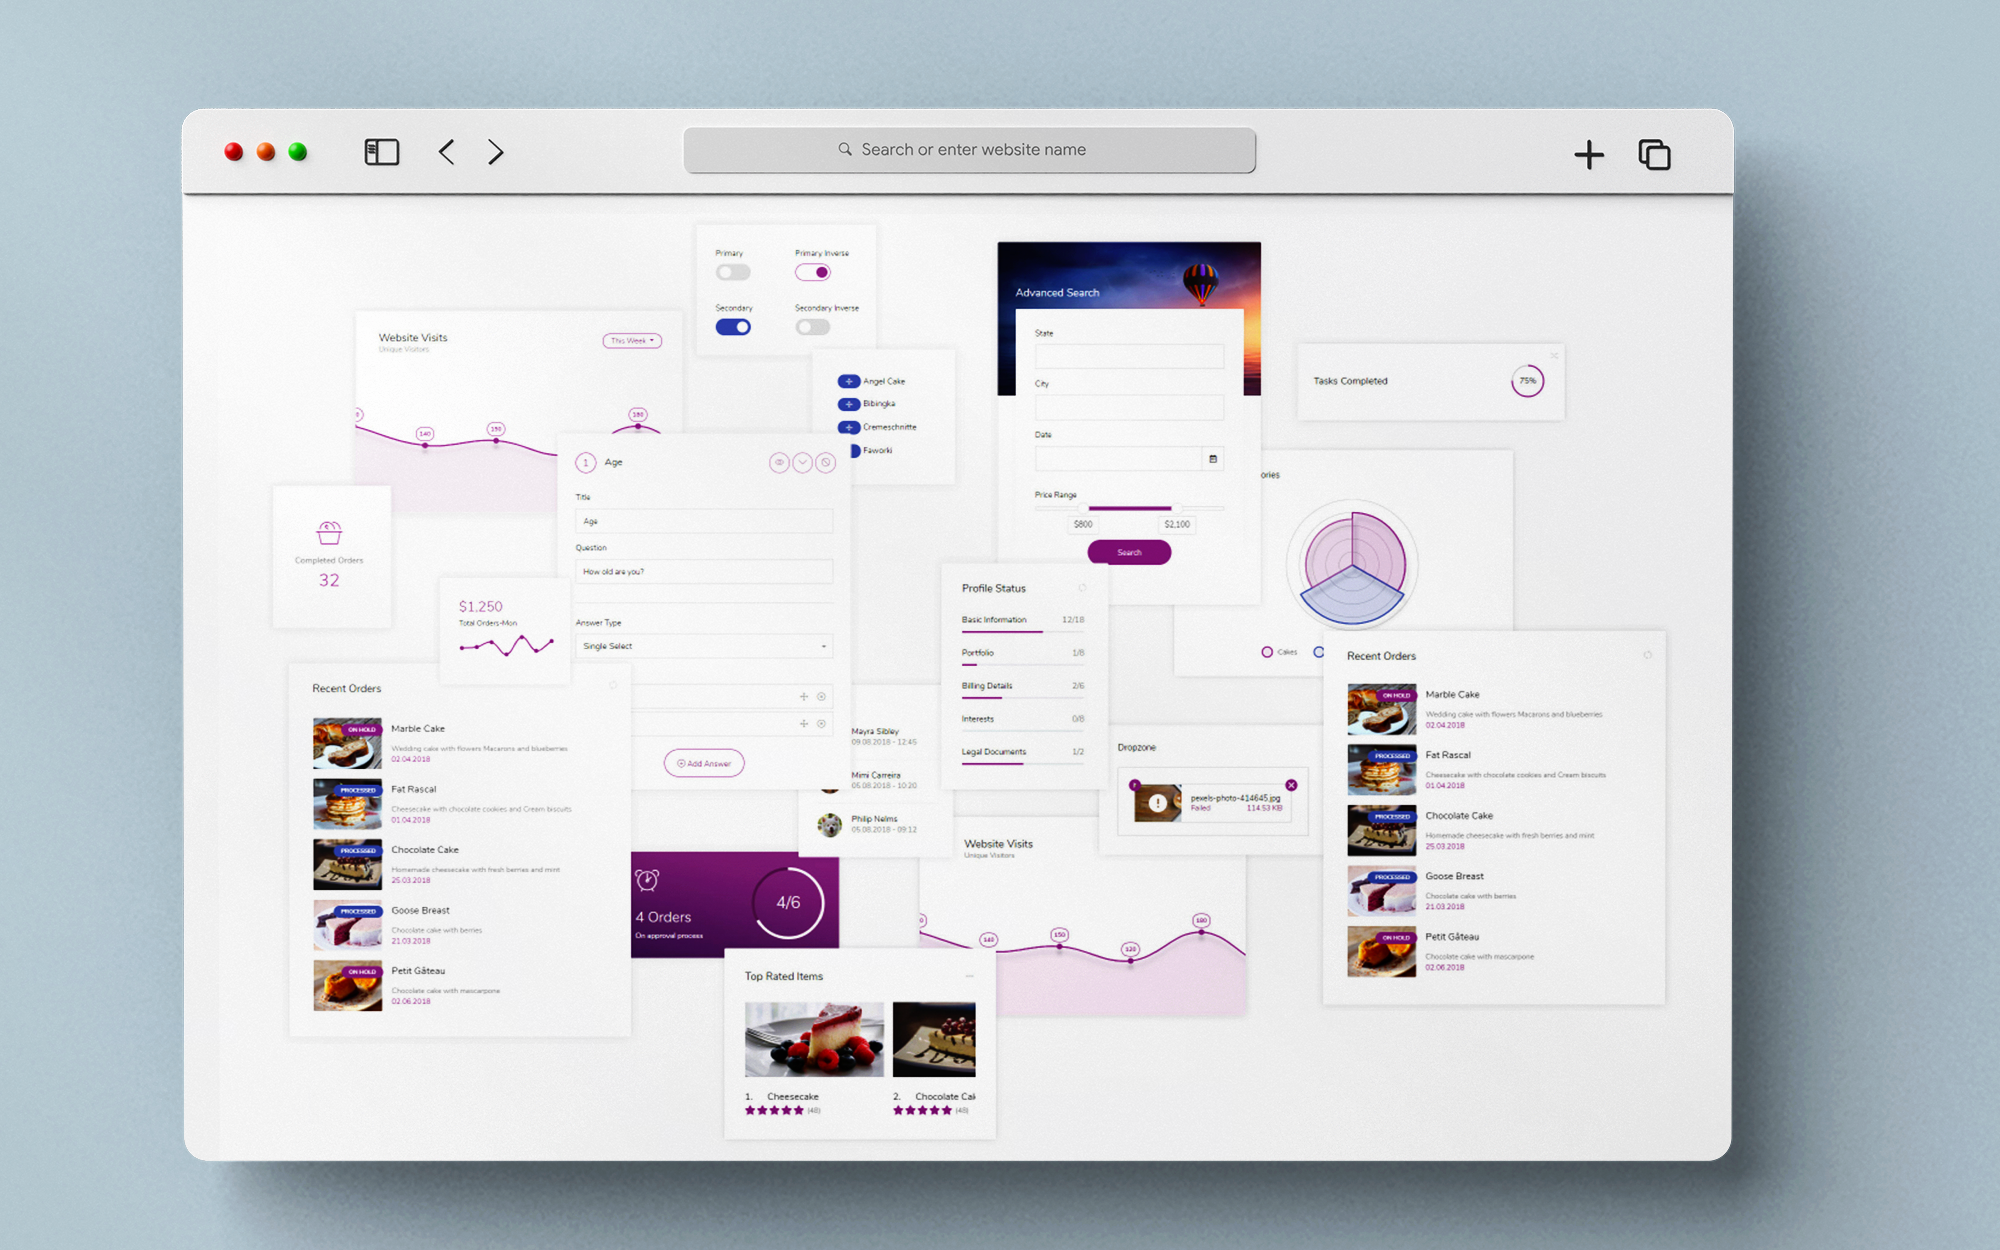 Search or enter website name
Primary
Primary Inverse
Secondary
Secondary Inverse
Website Visits
Unique Visitors
This Week
140
150
180
Angel Cake
Bibingka
Cremeschnitte
Faworki
Advanced Search
State
City
Date
Price Range
$800
$2,100
Search
Tasks Completed
75%
ories
Cakes
1 Age
Title
Age
Question
How old are you?
Answer Type
Single Select
Add Answer
Completed Orders
32
$1,250
Total Orders-Mon
Profile Status
Basic Information 12/18
Portfolio 1/8
Billing Details 2/6
Interests 0/8
Legal Documents 1/2
Recent Orders
ON HOLD
Marble Cake
Wedding cake with flowers Macarons and blueberries
02.04.2018
PROCESSED
Fat Rascal
Cheesecake with chocolate cookies and Cream biscuits
01.04.2018
PROCESSED
Chocolate Cake
Homemade cheesecake with fresh berries and mint
25.03.2018
PROCESSED
Goose Breast
Chocolate cake with berries
21.03.2018
ON HOLD
Petit Gâteau
Chocolate cake with mascarpone
02.06.2018
Mayra Sibley
09.08.2018 - 12:45
Mimi Carreira
05.08.2018 - 10:20
Philip Nelms
05.08.2018 - 09:12
Dropzone
pexels-photo-414645.jpg
Failed 114.53 KB
4 Orders
On approval process
4/6
Website Visits
Unique Visitors
140
150
120
180
Top Rated Items
1. Cheesecake
(48)
2. Chocolate Cak
(48)
Recent Orders
ON HOLD
Marble Cake
Wedding cake with flowers Macarons and blueberries
02.04.2018
PROCESSED
Fat Rascal
Cheesecake with chocolate cookies and Cream biscuits
01.04.2018
PROCESSED
Chocolate Cake
Homemade cheesecake with fresh berries and mint
25.03.2018
PROCESSED
Goose Breast
Chocolate cake with berries
21.03.2018
ON HOLD
Petit Gâteau
Chocolate cake with mascarpone
02.06.2018